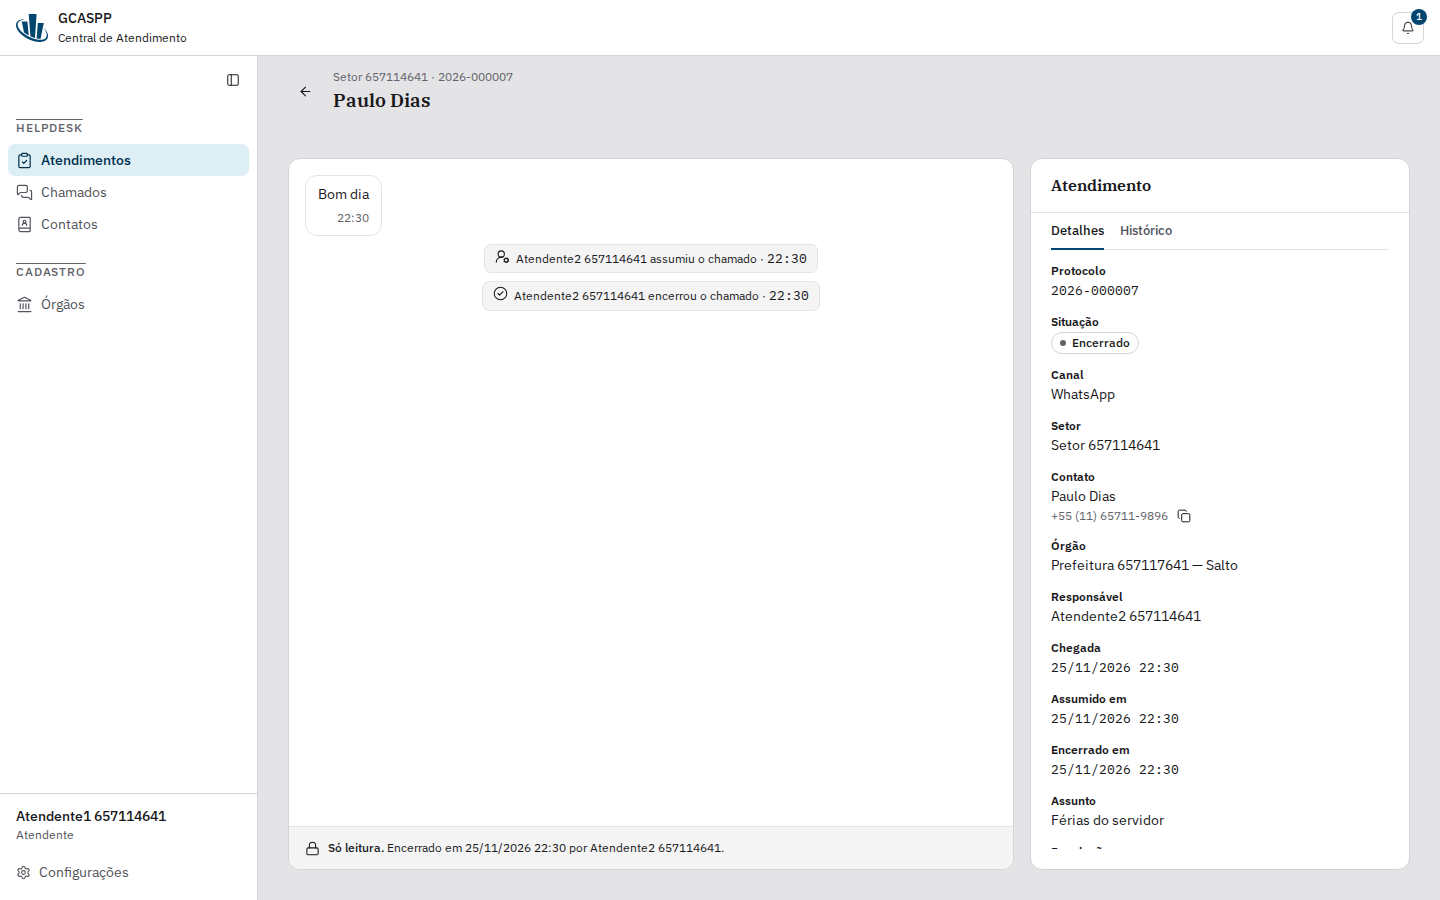 GCASPP
Central de Atendimento
1
HELPDESK
Atendimentos
Chamados
Contatos
CADASTRO
Órgãos
Atendente1 657114641
Atendente
Configurações
Setor 657114641 · 2026-000007
Paulo Dias
Bom dia
22:30
Atendente2 657114641 assumiu o chamado · 22:30
Atendente2 657114641 encerrou o chamado · 22:30
Só leitura. Encerrado em 25/11/2026 22:30 por Atendente2 657114641.
Atendimento
Detalhes Histórico
Protocolo
2026-000007
Situação
Encerrado
Canal
WhatsApp
Setor
Setor 657114641
Contato
Paulo Dias
+55 (11) 65711-9896
Órgão
Prefeitura 657117641 — Salto
Responsável
Atendente2 657114641
Chegada
25/11/2026 22:30
Assumido em
25/11/2026 22:30
Encerrado em
25/11/2026 22:30
Assunto
Férias do servidor